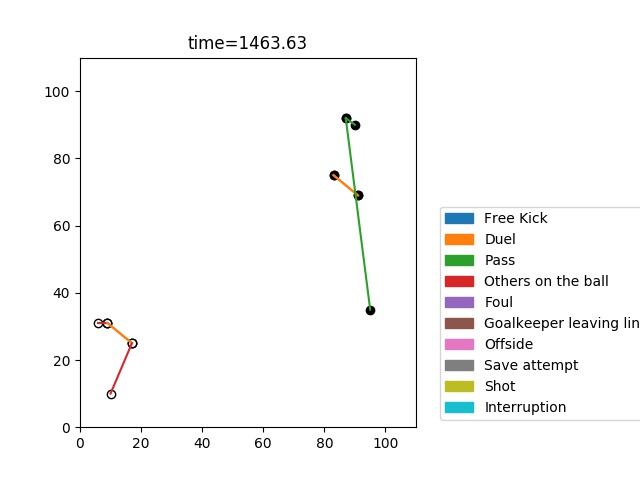 time=1463.63
100
80
60
40
20
0
0 20 40 60 80 100
Free Kick
Duel
Pass
Others on the ball
Foul
Goalkeeper leaving lin
Offside
Save attempt
Shot
Interruption